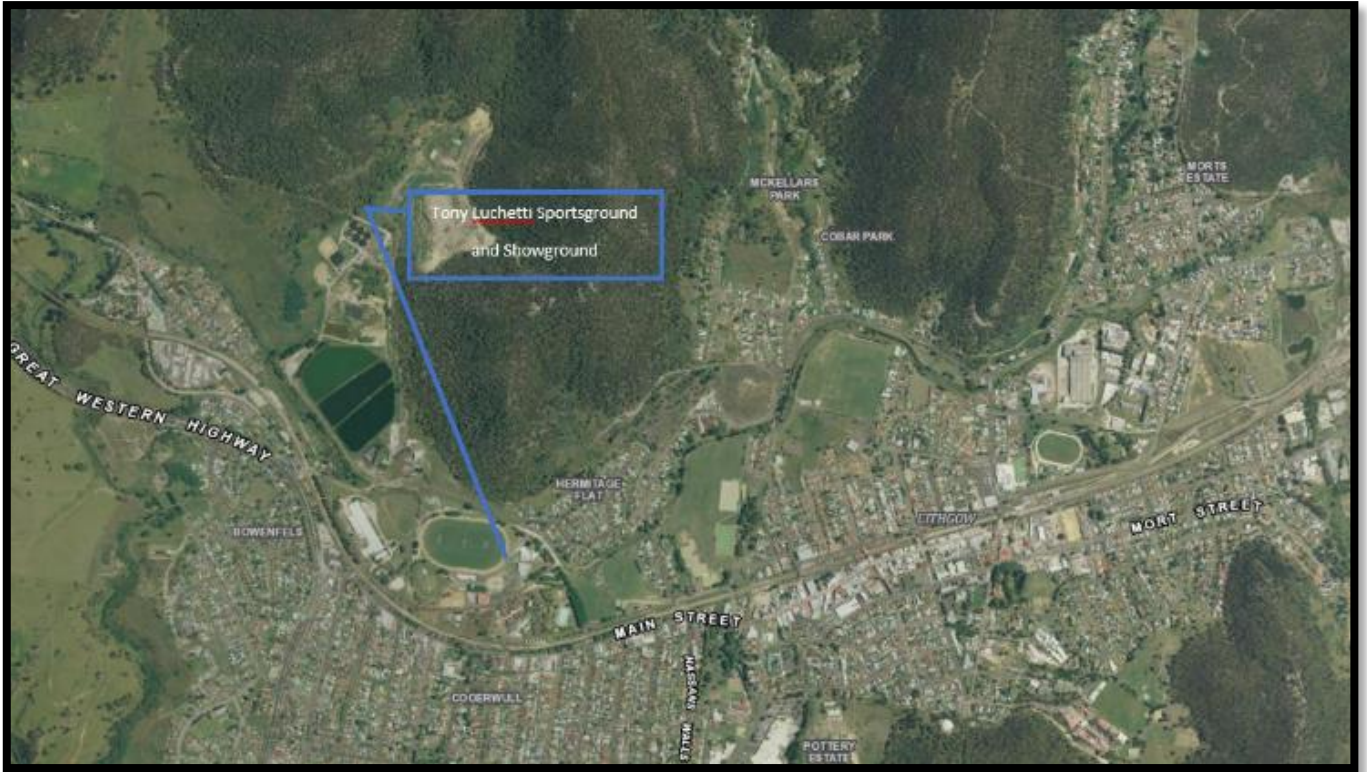 Tony Luchetti Sportsground
and Showground
MCKELLARS
PARK
MORTS
ESTATE
COBAR PARK
GREAT WESTERN HIGHWAY
HERMITAGE
FLAT
BOWENFELS
LITHGOW
MORT STREET
MAIN STREET
HASSANS WALLS
COOERWULL
POTTERY
ESTATE